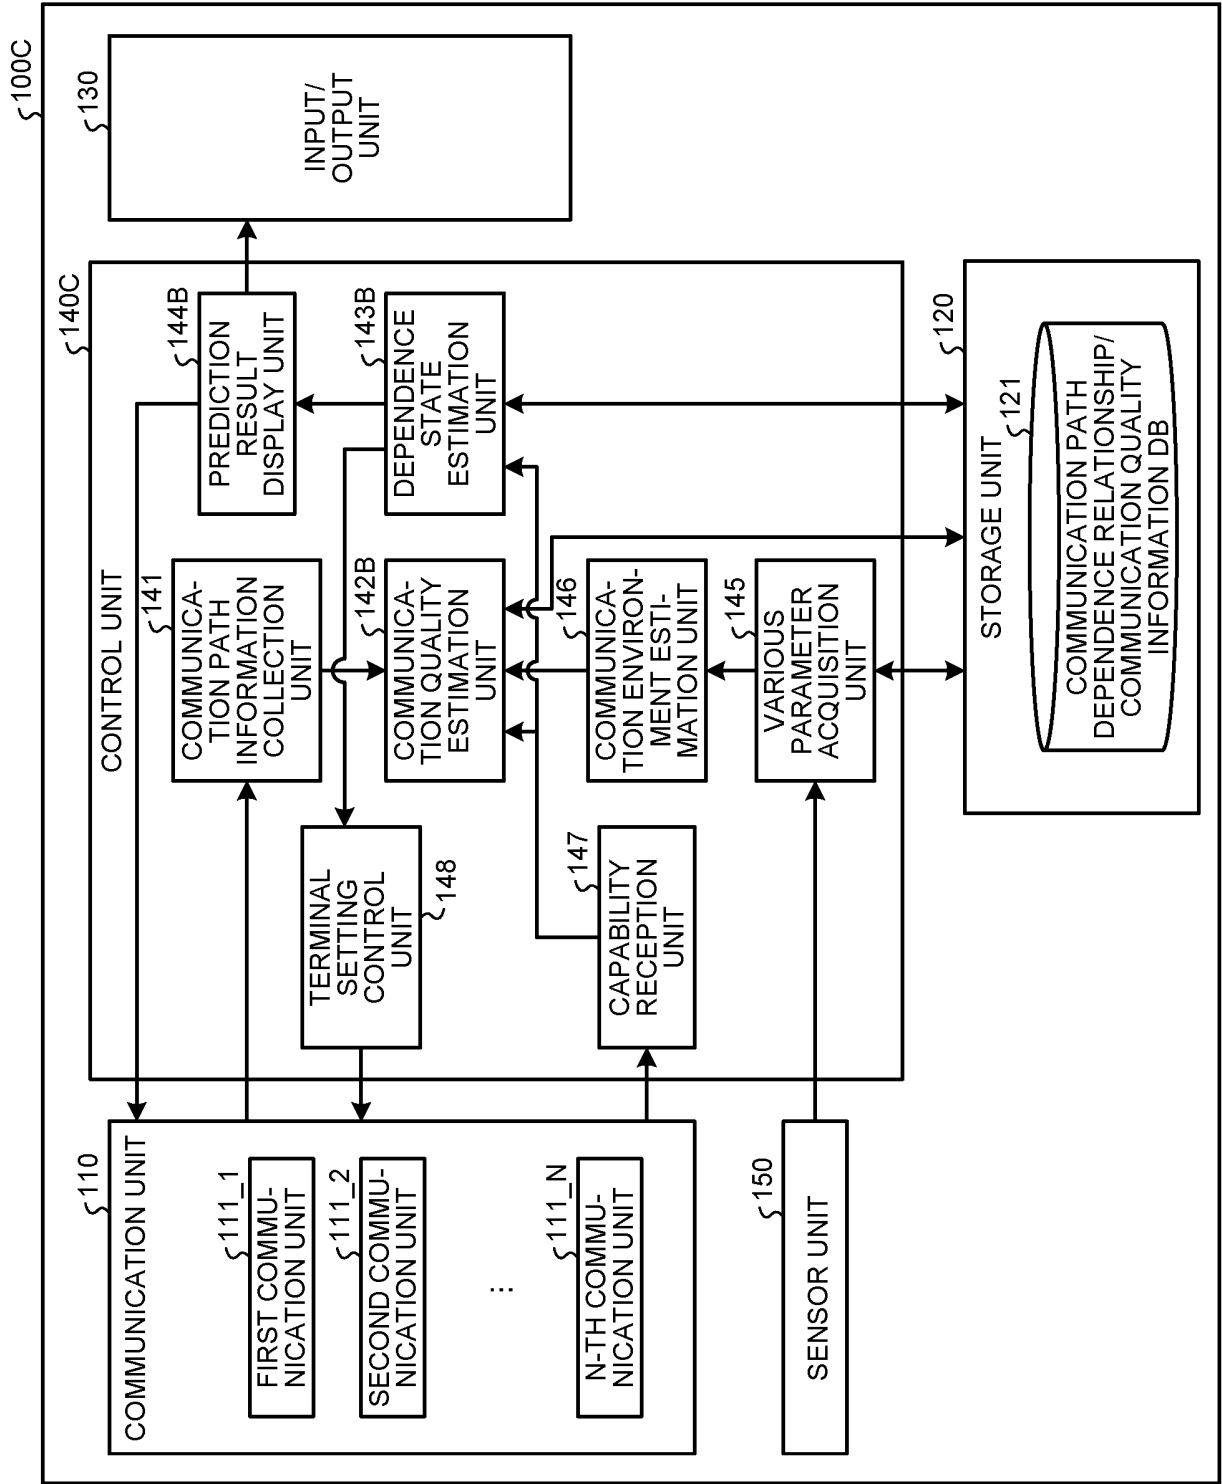 100C
110
COMMUNICATION UNIT
111_1
FIRST COMMU-
NICATION UNIT
111_2
SECOND COMMU-
NICATION UNIT
...
111_N
N-TH COMMU-
NICATION UNIT
150
SENSOR UNIT
140C
CONTROL UNIT
141
COMMUNICA-
TION PATH
INFORMATION
COLLECTION
UNIT
144B
PREDICTION
RESULT
DISPLAY UNIT
TERMINAL
SETTING
CONTROL
UNIT
148
142B
COMMUNICA-
TION QUALITY
ESTIMATION
UNIT
143B
DEPENDENCE
STATE
ESTIMATION
UNIT
147
CAPABILITY
RECEPTION
UNIT
146
COMMUNICA-
TION ENVIRON-
MENT ESTI-
MATION UNIT
145
VARIOUS
PARAMETER
ACQUISITION
UNIT
130
INPUT/
OUTPUT
UNIT
120
STORAGE UNIT
121
COMMUNICATION PATH
DEPENDENCE RELATIONSHIP/
COMMUNICATION QUALITY
INFORMATION DB